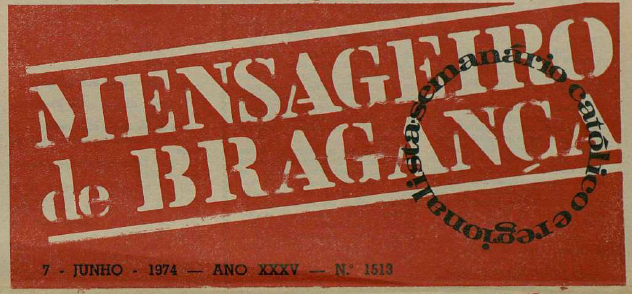 MENSAGEIRO
de BRAGANÇA
semanário católico e regionalista
7 - JUNHO - 1974 — ANO XXXV — N.º 1513